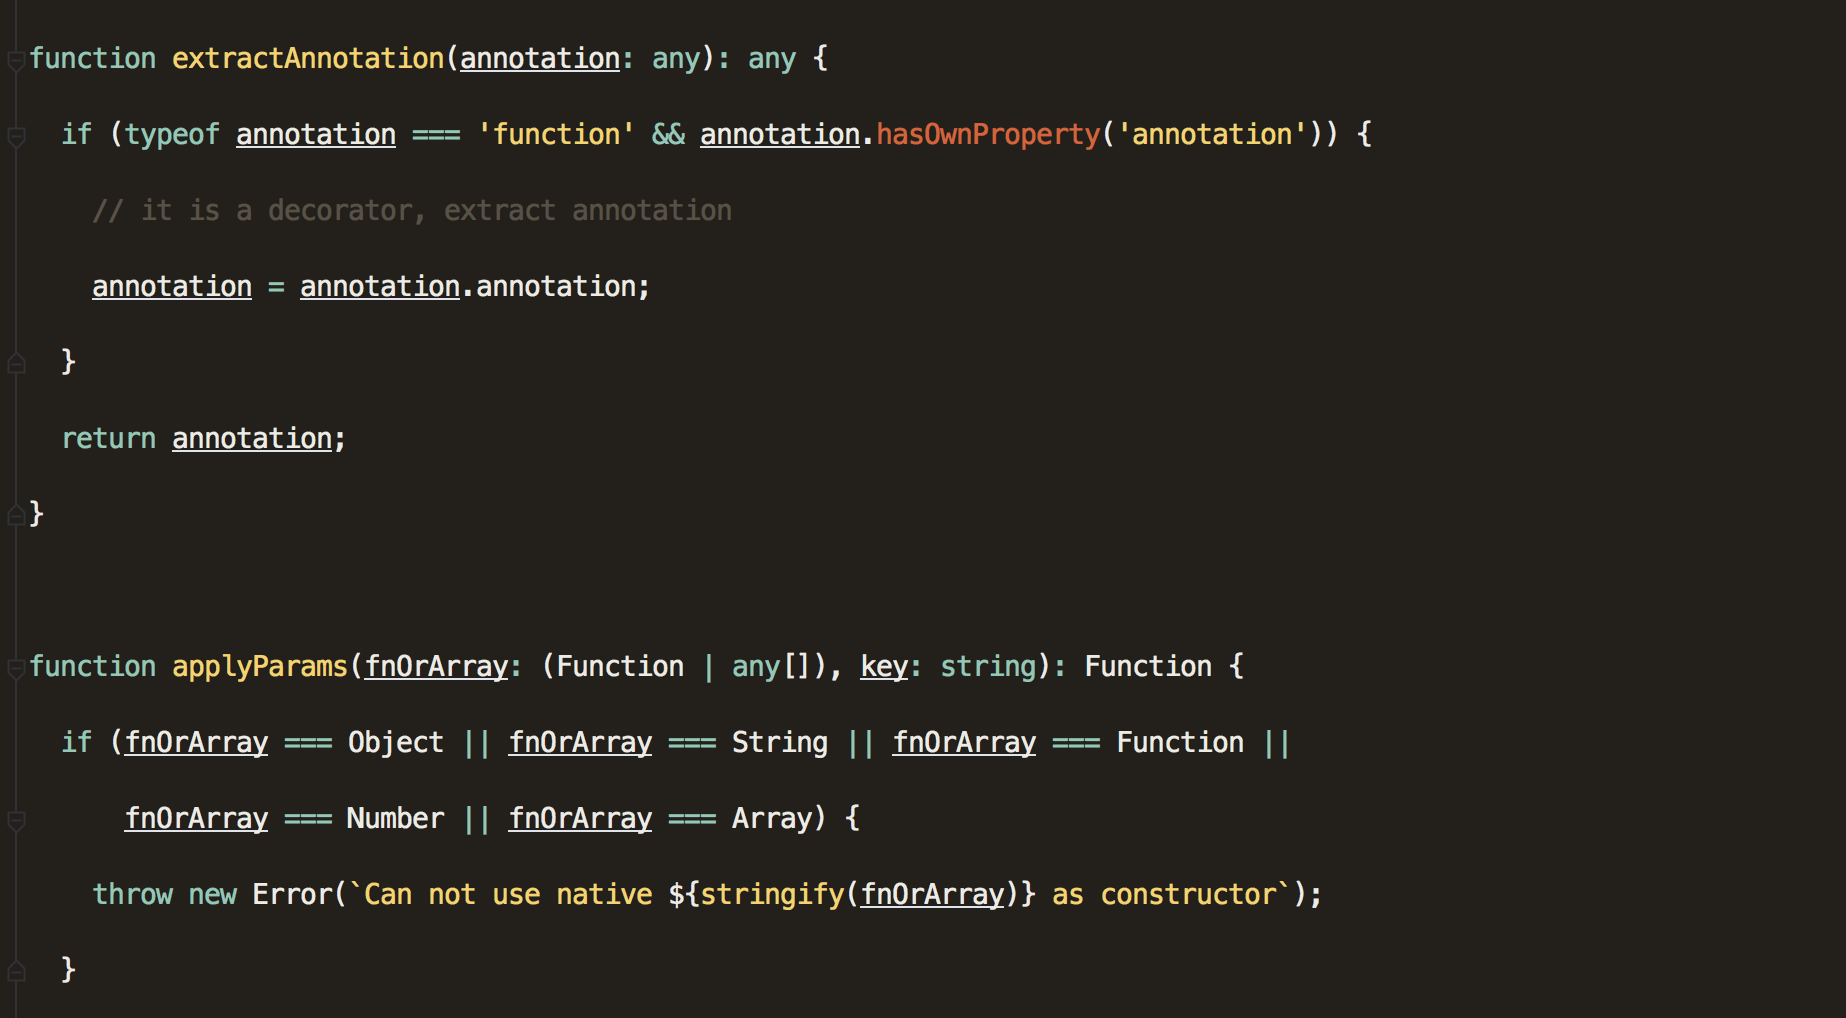 function extractAnnotation(annotation: any): any {
  if (typeof annotation === 'function' && annotation.hasOwnProperty('annotation')) {
    // it is a decorator, extract annotation
    annotation = annotation.annotation;
  }
  return annotation;
}
function applyParams(fnOrArray: (Function | any[]), key: string): Function {
  if (fnOrArray === Object || fnOrArray === String || fnOrArray === Function ||
      fnOrArray === Number || fnOrArray === Array) {
    throw new Error(`Can not use native ${stringify(fnOrArray)} as constructor`);
  }